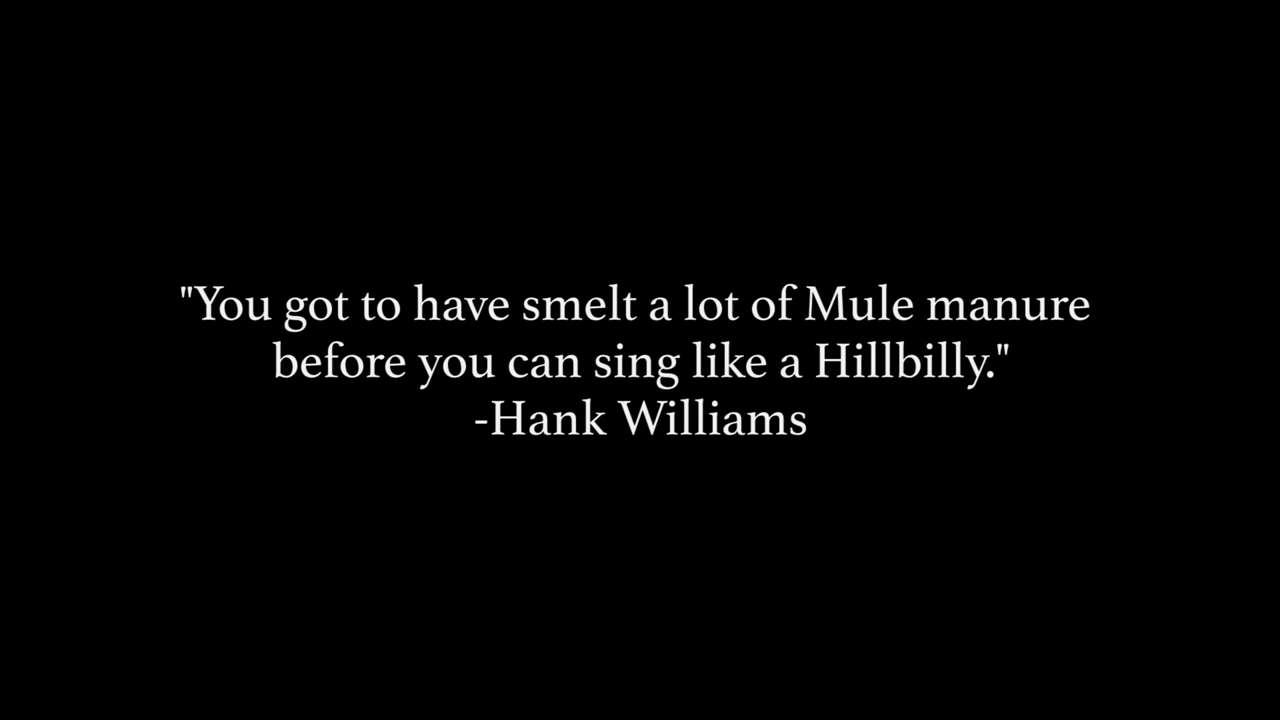 "You got to have smelt a lot of Mule manure
before you can sing like a Hillbilly."
-Hank Williams